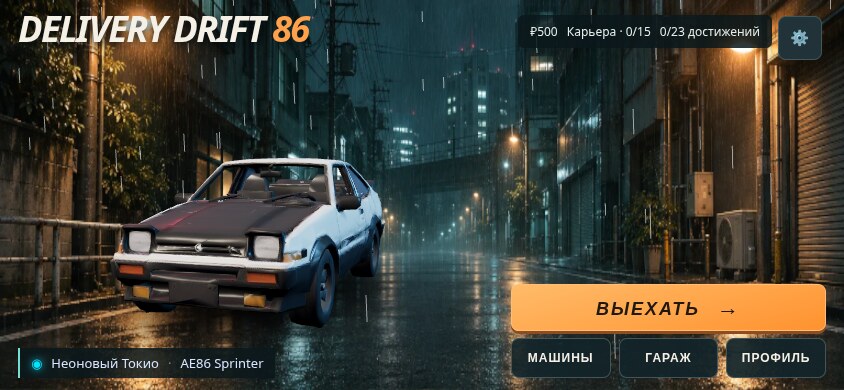 DELIVERY DRIFT 86
₽500 Карьера · 0/15 0/23 достижений
ВЫЕХАТЬ →
МАШИНЫ ГАРАЖ ПРОФИЛЬ
Неоновый Токио · AE86 Sprinter